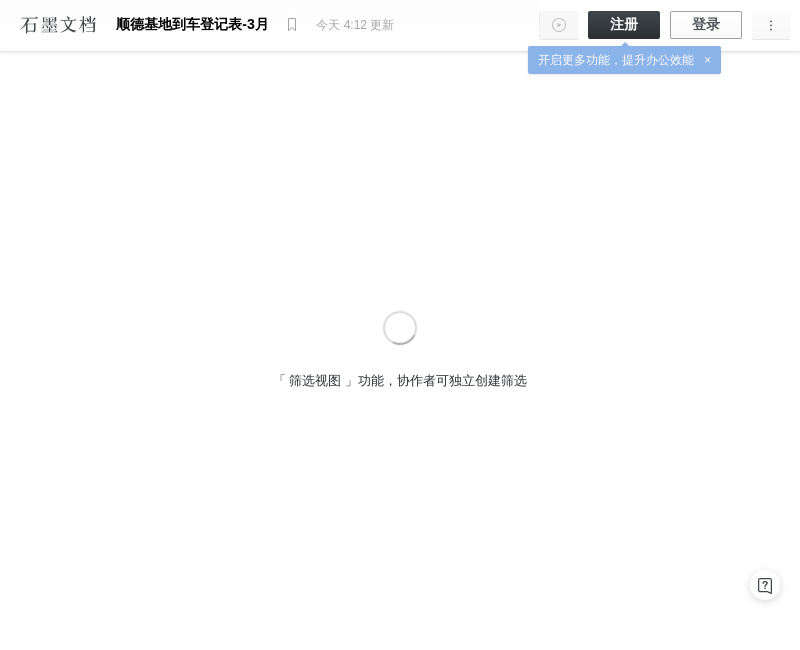 石墨文档
顺德基地到车登记表-3月
今天 4:12 更新
注册
登录
开启更多功能，提升办公效能 ×
「 筛选视图 」功能，协作者可独立创建筛选